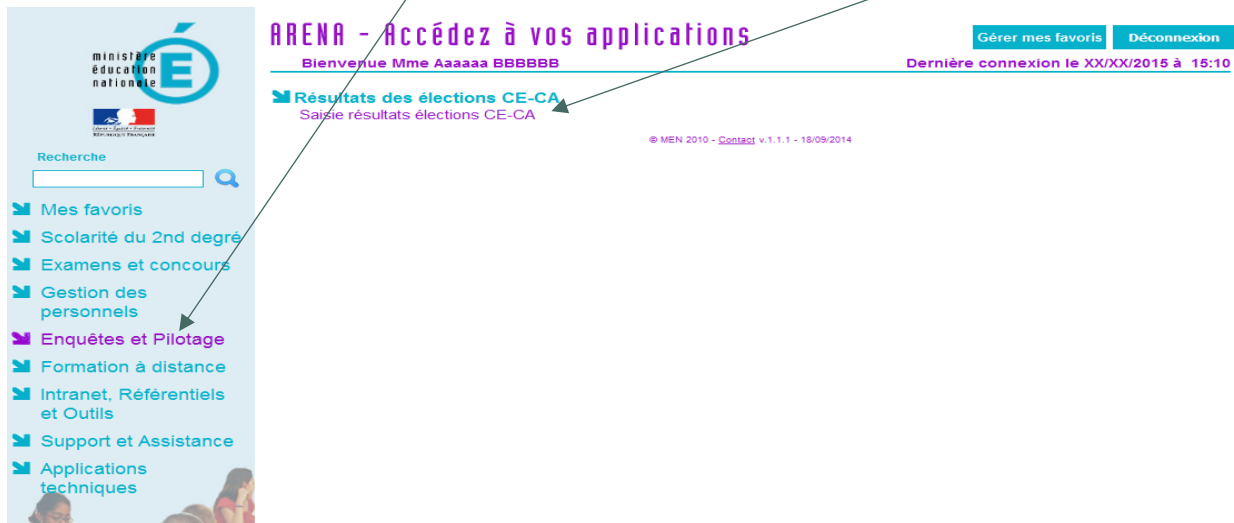 ministère
éducation
nationale
É
RÉPUBLIQUE FRANÇAISE
Recherche
Mes favoris
Scolarité du 2nd degré
Examens et concours
Gestion des
personnels
Enquêtes et Pilotage
Formation à distance
Intranet, Référentiels
et Outils
Support et Assistance
Applications
techniques
ARENA - Accédez à vos applications
Gérer mes favoris
Déconnexion
Bienvenue Mme Aaaaaa BBBBBB
Dernière connexion le XX/XX/2015 à 15:10
Résultats des élections CE-CA
Saisie résultats élections CE-CA
© MEN 2010 - Contact v.1.1.1 - 18/09/2014